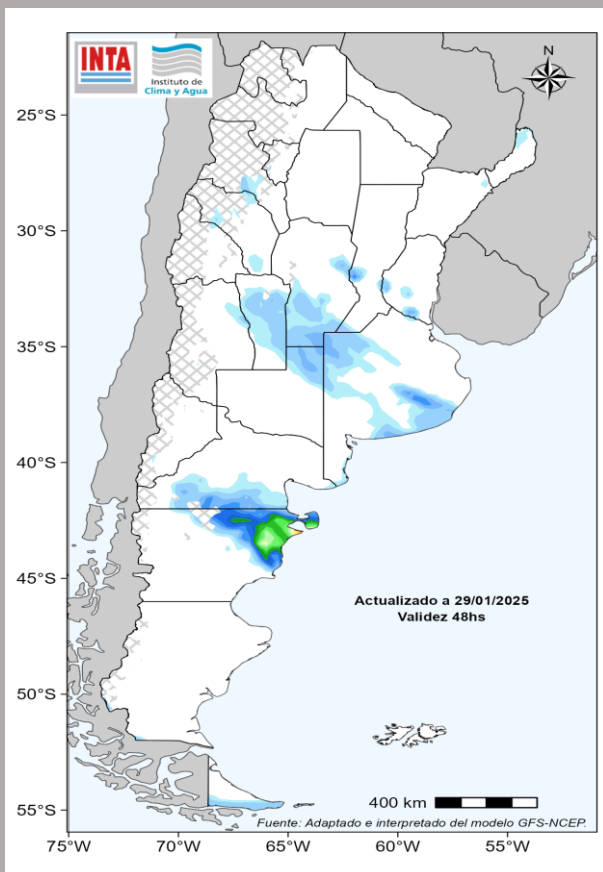 INTA
Instituto de
Clima y Agua
N
25°S
30°S
35°S
40°S
45°S
50°S
55°S
Actualizado a 29/01/2025
Validez 48hs
400 km
Fuente: Adaptado e interpretado del modelo GFS-NCEP.
75°W
70°W
65°W
60°W
55°W